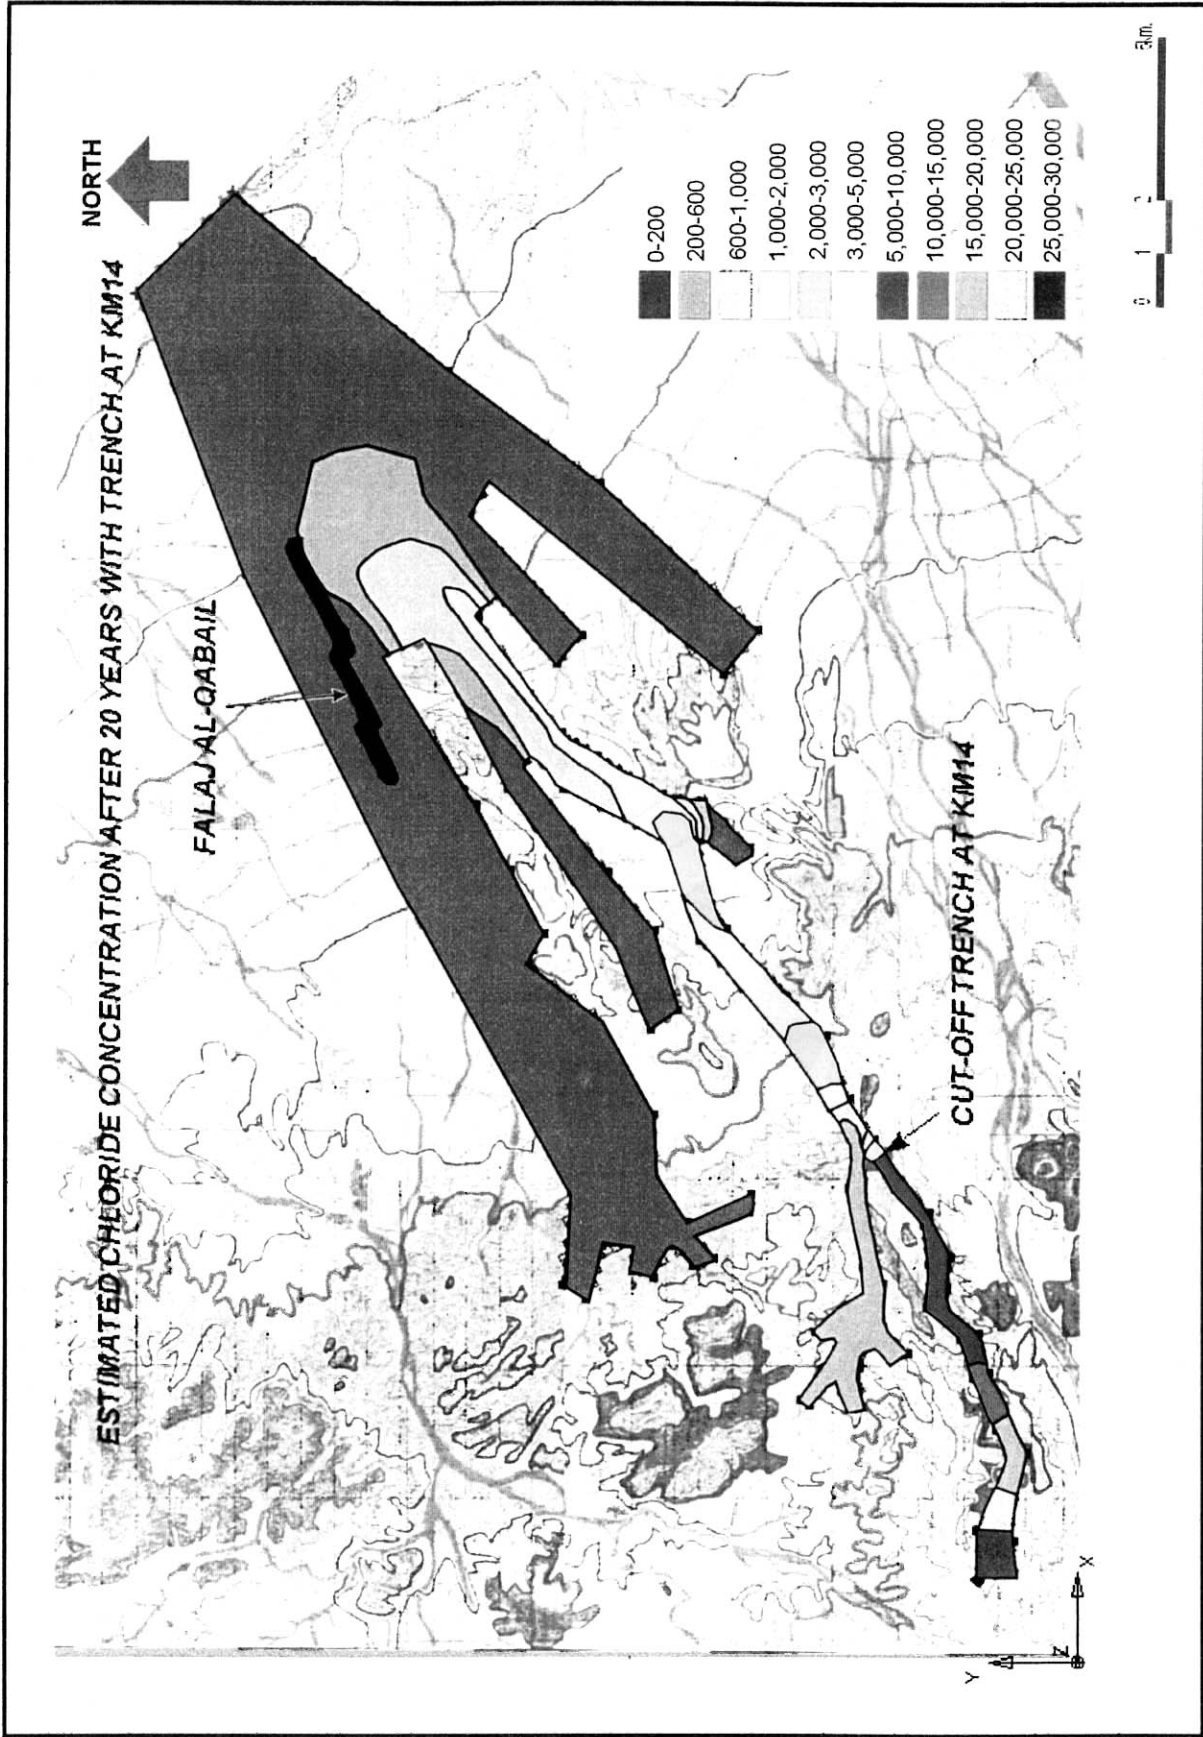 ESTIMATED CHLORIDE CONCENTRATION AFTER 20 YEARS WITH TRENCH AT KM14
NORTH
FALAJ AL-QABAIL
0-200
200-600
600-1,000
1,000-2,000
2,000-3,000
3,000-5,000
5,000-10,000
10,000-15,000
15,000-20,000
20,000-25,000
25,000-30,000
CUT-OFF TRENCH AT KM14
Y
Z
X
0 1 2